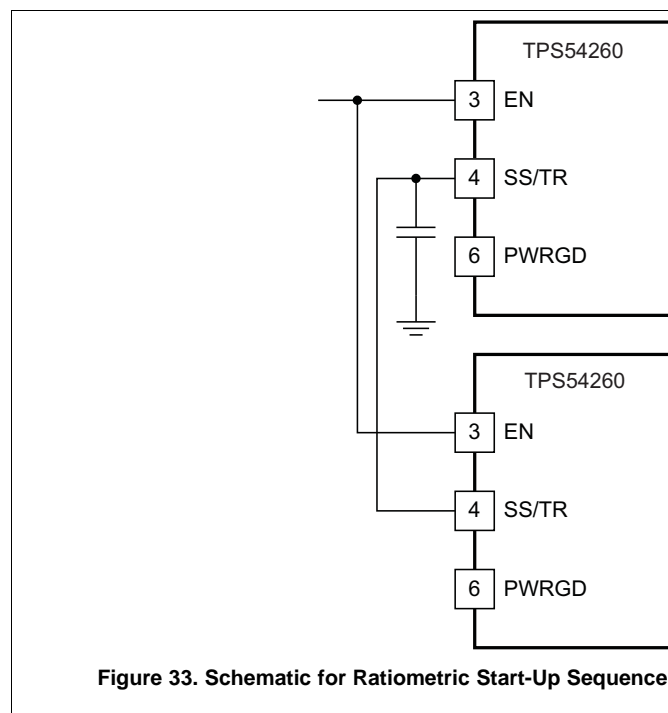 TPS54260
3 EN
4 SS/TR
6 PWRGD
TPS54260
3 EN
4 SS/TR
6 PWRGD
Figure 33. Schematic for Ratiometric Start-Up Sequence